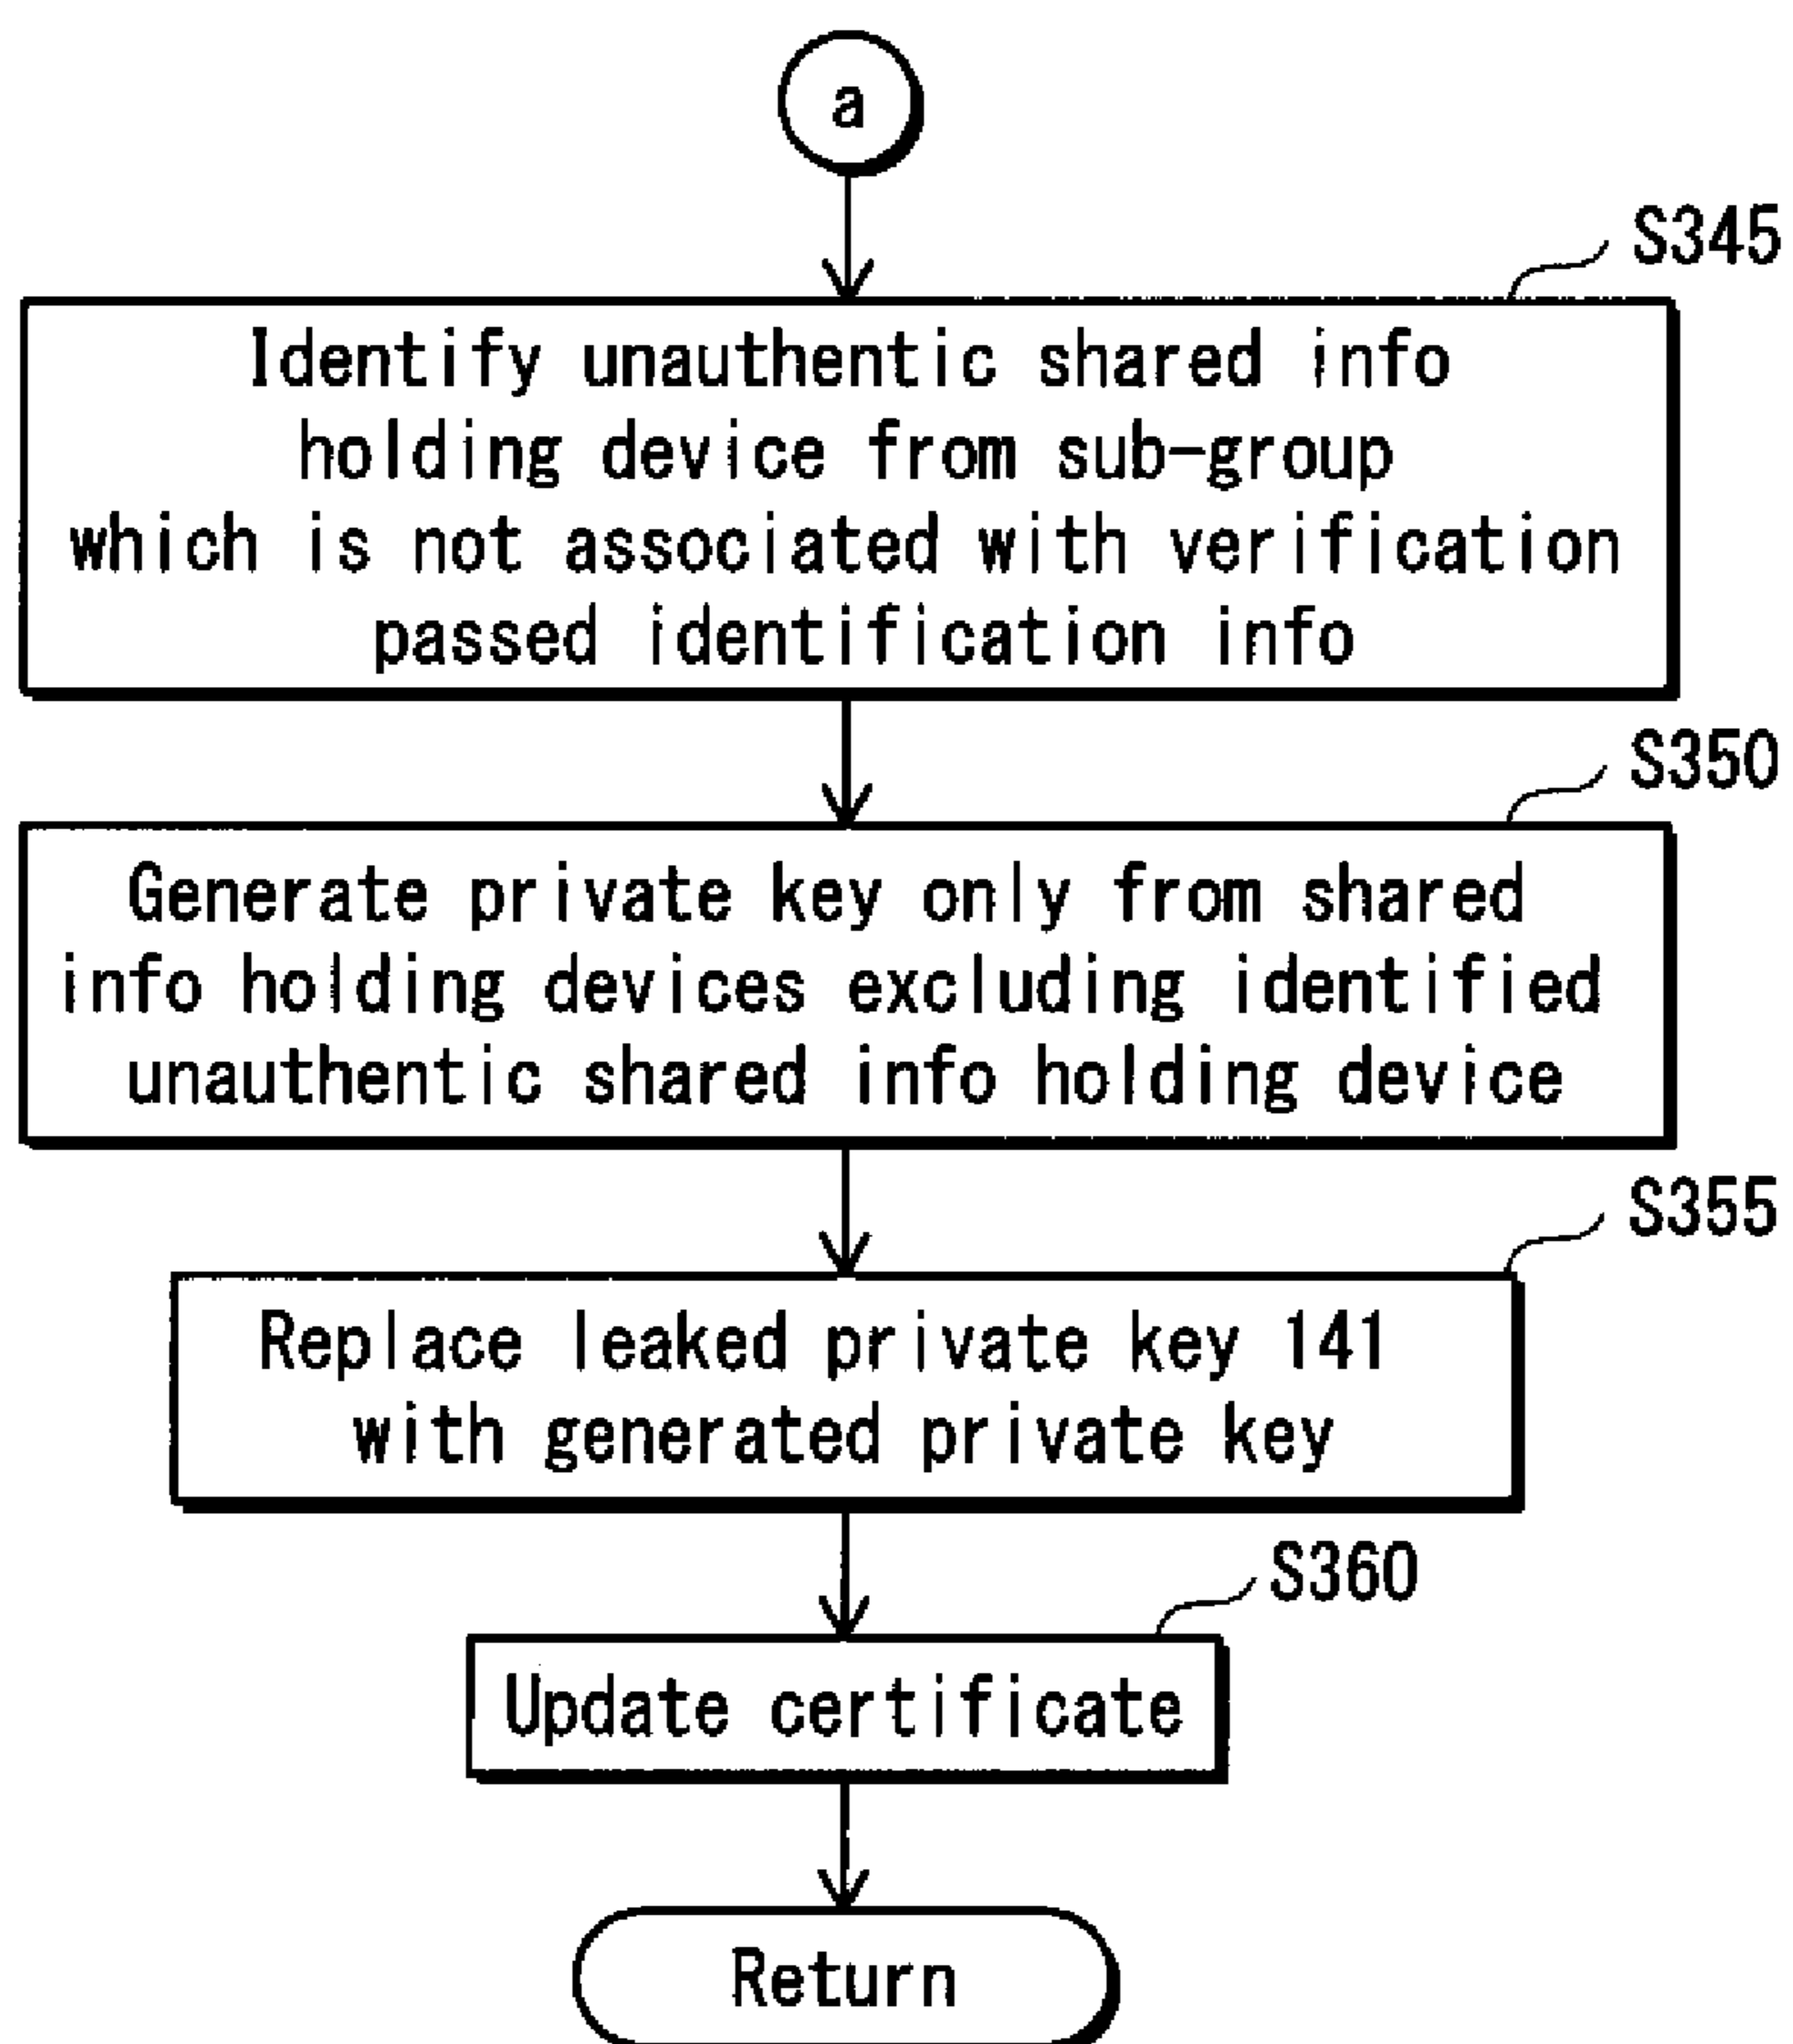 a
S345
Identify unauthentic shared info
holding device from sub-group
which is not associated with verification
passed identification info
S350
Generate private key only from shared
info holding devices excluding identified
unauthentic shared info holding device
S355
Replace leaked private key 141
with generated private key
S360
Update certificate
Return